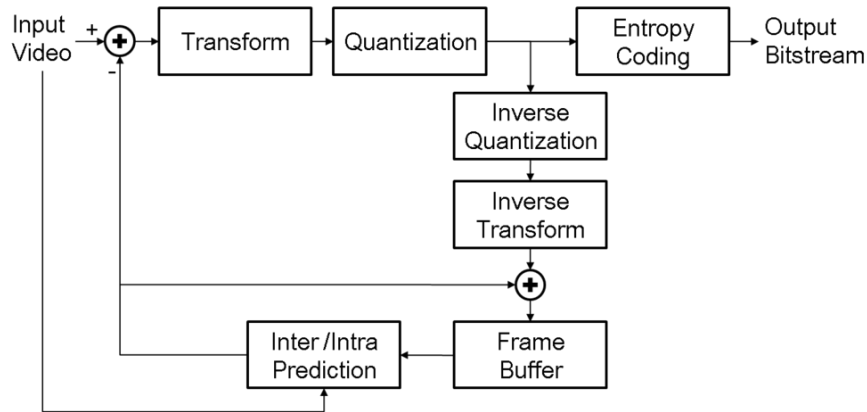 Input
Video
+
-
Transform
Quantization
Entropy
Coding
Output
Bitstream
Inverse
Quantization
Inverse
Transform
Inter/Intra
Prediction
Frame
Buffer